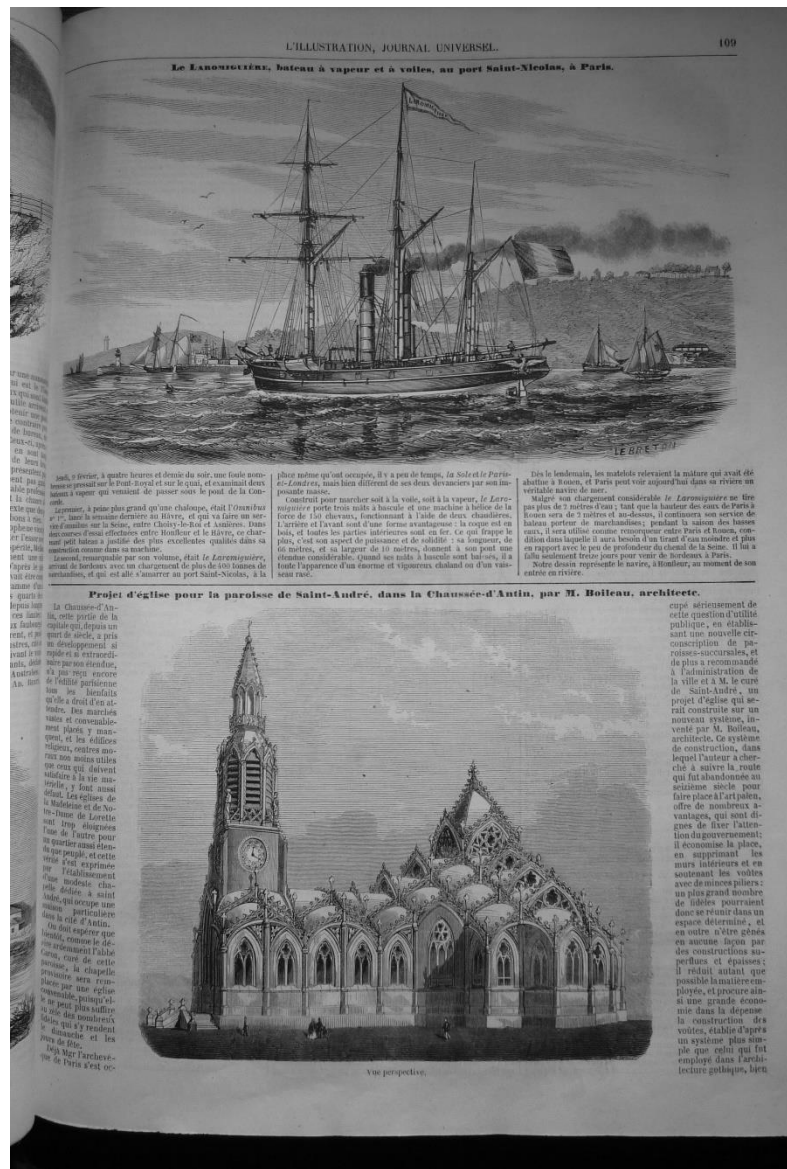 L'ILLUSTRATION, JOURNAL UNIVERSEL.
109
Le LAROMIGUIÈRE, bateau à vapeur et à voiles, au port Saint-Nicolas, à Paris.
LEBRETON
Jeudi, 9 février, à quatre heures et demie du soir, une foule nom-
breuse se pressait sur le Pont-Royal et sur le quai, et examinait deux
bateaux à vapeur qui venaient de passer sous le pont de la Con-
corde.
Le premier, à peine plus grand qu'une chaloupe, était l'Omnibus
n° 1er, lancé la semaine dernière au Hâvre, et qui va faire un ser-
vice d'omnibus sur la Seine, entre Choisy-le-Roi et Asnières. Dans
deux courses d'essai effectuées entre Honfleur et le Hâvre, ce char-
mant petit bateau a justifié des plus excellentes qualités dans sa
construction comme dans sa machine.
Le second, remarquable par son volume, était le Laromiguière,
arrivant de Bordeaux avec un chargement de plus de 400 tonnes de
marchandises, et qui est allé s'amarrer au port Saint-Nicolas, à la
place même qu'ont occupée, il y a peu de temps, la Sole et le Paris-
et-Londres, mais bien différent de ses deux devanciers par son im-
posante masse.
Construit pour marcher soit à la voile, soit à la vapeur, le Laro-
miguière porte trois mâts à bascule et une machine à hélice de la
force de 150 chevaux, fonctionnant à l'aide de deux chaudières.
L'arrière et l'avant sont d'une forme avantageuse : la coque est en
bois, et toutes les parties intérieures sont en fer. Ce qui frappe le
plus, c'est son aspect de puissance et de solidité : sa longueur, de
66 mètres, et sa largeur de 10 mètres, donnent à son pont une
étendue considérable. Quand ses mâts à bascule sont baissés, il a
toute l'apparence d'un énorme et vigoureux chaland ou d'un vais-
seau rasé.
Dès le lendemain, les matelots relevaient la mâture qui avait été
abattue à Rouen, et Paris peut voir aujourd'hui dans sa rivière un
véritable navire de mer.
Malgré son chargement considérable le Laromiguière ne tire
pas plus de 2 mètres d'eau ; tant que la hauteur des eaux de Paris à
Rouen sera de 2 mètres et au-dessus, il continuera son service de
bateau porteur de marchandises ; pendant la saison des basses
eaux, il sera utilisé comme remorqueur entre Paris et Rouen, con-
dition dans laquelle il aura besoin d'un tirant d'eau moindre et plus
en rapport avec le peu de profondeur du chenal de la Seine. Il lui a
fallu seulement treize jours pour venir de Bordeaux à Paris.
Notre dessin représente le navire, à Honfleur, au moment de son
entrée en rivière.
Projet d'église pour la paroisse de Saint-André, dans la Chaussée-d'Antin, par M. Boileau, architecte.
La Chaussée-d'An-
tin, cette partie de la
capitale qui, depuis un
quart de siècle, a pris
un développement si
rapide et si extraordi-
naire par son étendue,
n'a pas reçu encore
de l'édilité parisienne
tous les bienfaits
qu'elle a droit d'en at-
tendre. Des marchés
vastes et convenable-
ment placés y man-
quent, et les édifices
religieux, centres mo-
raux non moins utiles
que ceux qui doivent
satisfaire à la vie ma-
térielle, y font aussi
défaut. Les églises de
la Madeleine et de No-
tre-Dame de Lorette
sont trop éloignées
l'une de l'autre pour
un quartier aussi éten-
du que peuplé, et cette
vérité s'est exprimée
par l'établissement
d'une modeste cha-
pelle dédiée à saint
André, qui occupe une
maison particulière
dans la cité d'Antin.
On doit espérer que
bientôt, comme le dé-
sire ardemment l'abbé
Caron, curé de cette
paroisse, la chapelle
provisoire sera rem-
placée par une église
convenable, puisqu'el-
le ne peut plus suffire
au zèle des nombreux
fidèles qui s'y rendent
le dimanche et les
jours de fête.
Déjà Mgr l'archevê-
que de Paris s'est oc-
Vue perspective.
cupé sérieusement de
cette question d'utilité
publique, en établis-
sant une nouvelle cir-
conscription de pa-
roisses-succursales, et
de plus a recommandé
à l'administration de
la ville et à M. le curé
de Saint-André, un
projet d'église qui se-
rait construite sur un
nouveau système, in-
venté par M. Boileau,
architecte. Ce système
de construction, dans
lequel l'auteur a cher-
ché à suivre la route
qui fut abandonnée au
seizième siècle pour
faire place à l'art païen,
offre de nombreux a-
vantages, qui sont di-
gnes de fixer l'atten-
tion du gouvernement:
il économise la place,
en supprimant les
murs intérieurs et en
soutenant les voûtes
avec de minces piliers:
un plus grand nombre
de fidèles pourraient
donc se réunir dans un
espace déterminé, et
en outre n'être gênés
en aucune façon par
des constructions su-
perflues et épaisses ;
il réduit autant que
possible la matière em-
ployée, et procure ain-
si une grande écono-
mie dans la dépense
la construction des
voûtes, établie d'après
un système plus sim-
ple que celui qui fut
employé dans l'archi-
tecture gothique, bien